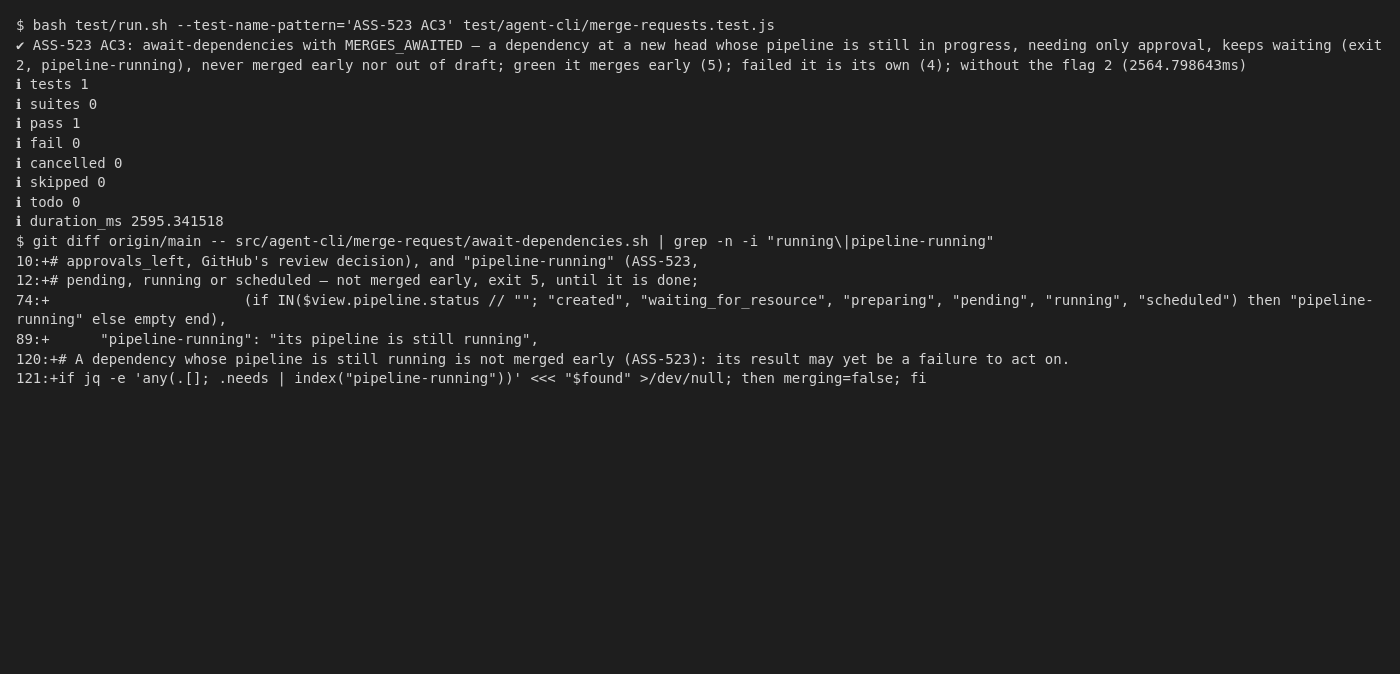 $ bash test/run.sh --test-name-pattern='ASS-523 AC3' test/agent-cli/merge-requests.test.js
✔ ASS-523 AC3: await-dependencies with MERGES_AWAITED — a dependency at a new head whose pipeline is still in progress, needing only approval, keeps waiting (exit
2, pipeline-running), never merged early nor out of draft; green it merges early (5); failed it is its own (4); without the flag 2 (2564.798643ms)
ℹ tests 1
ℹ suites 0
ℹ pass 1
ℹ fail 0
ℹ cancelled 0
ℹ skipped 0
ℹ todo 0
ℹ duration_ms 2595.341518
$ git diff origin/main -- src/agent-cli/merge-request/await-dependencies.sh | grep -n -i "running\|pipeline-running"
10:+# approvals_left, GitHub's review decision), and "pipeline-running" (ASS-523,
12:+# pending, running or scheduled — not merged early, exit 5, until it is done;
74:+                       (if IN($view.pipeline.status // ""; "created", "waiting_for_resource", "preparing", "pending", "running", "scheduled") then "pipeline-
running" else empty end),
89:+      "pipeline-running": "its pipeline is still running",
120:+# A dependency whose pipeline is still running is not merged early (ASS-523): its result may yet be a failure to act on.
121:+if jq -e 'any(.[]; .needs | index("pipeline-running"))' <<< "$found" >/dev/null; then merging=false; fi